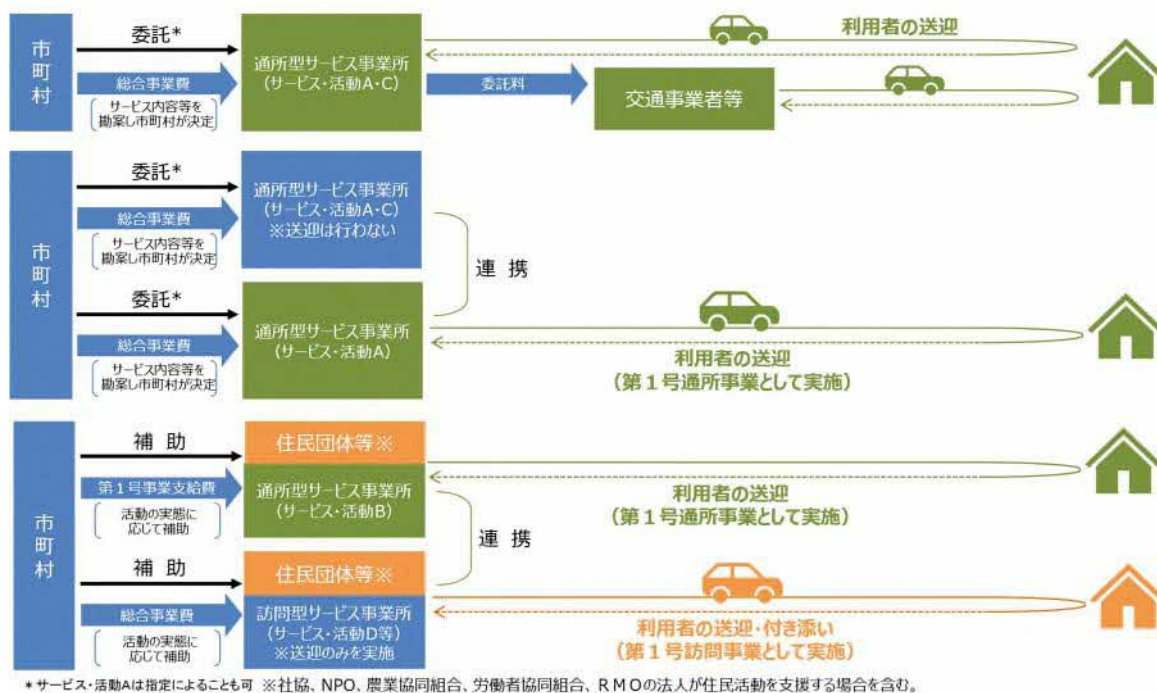 市町村
委託*
総合事業費
サービス内容等を
勘案し市町村が決定
通所型サービス事業所
(サービス・活動A・C)
委託料
交通事業者等
利用者の送迎
市町村
委託*
総合事業費
サービス内容等を
勘案し市町村が決定
通所型サービス事業所
(サービス・活動A・C)
※送迎は行わない
連 携
委託*
総合事業費
サービス内容等を
勘案し市町村が決定
通所型サービス事業所
(サービス・活動A)
利用者の送迎
(第1号通所事業として実施)
市町村
補 助
第1号事業支給費
活動の実態に
応じて補助
住民団体等※
通所型サービス事業所
(サービス・活動B)
利用者の送迎
(第1号通所事業として実施)
連 携
補 助
総合事業費
活動の実態に
応じて補助
住民団体等※
訪問型サービス事業所
(サービス・活動D等)
※送迎のみを実施
利用者の送迎・付き添い
(第1号訪問事業として実施)
*サービス・活動Aは指定によることも可 ※社協、NPO、農業協同組合、労働者協同組合、RMOの法人が住民活動を支援する場合を含む。